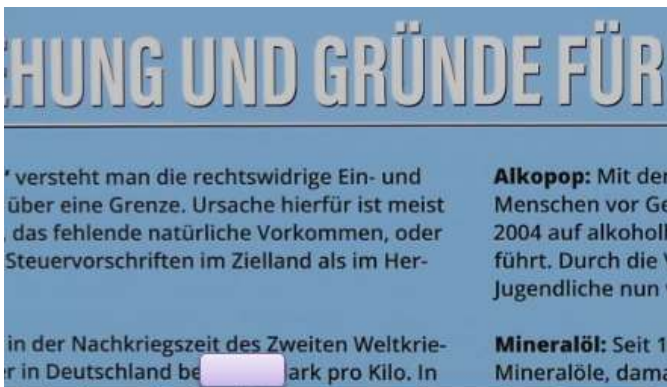 HUNG UND GRÜNDE FÜR
versteht man die rechtswidrige Ein- und
über eine Grenze. Ursache hierfür ist meist
, das fehlende natürliche Vorkommen, oder
Steuervorschriften im Zielland als im Her-
in der Nachkriegszeit des Zweiten Weltkrie-
r in Deutschland be ark pro Kilo. In
Alkopop: Mit der
Menschen vor Ge
2004 auf alkoholl
führt. Durch die
Jugendliche nun
Mineralöl: Seit 1
Mineralöle, dama